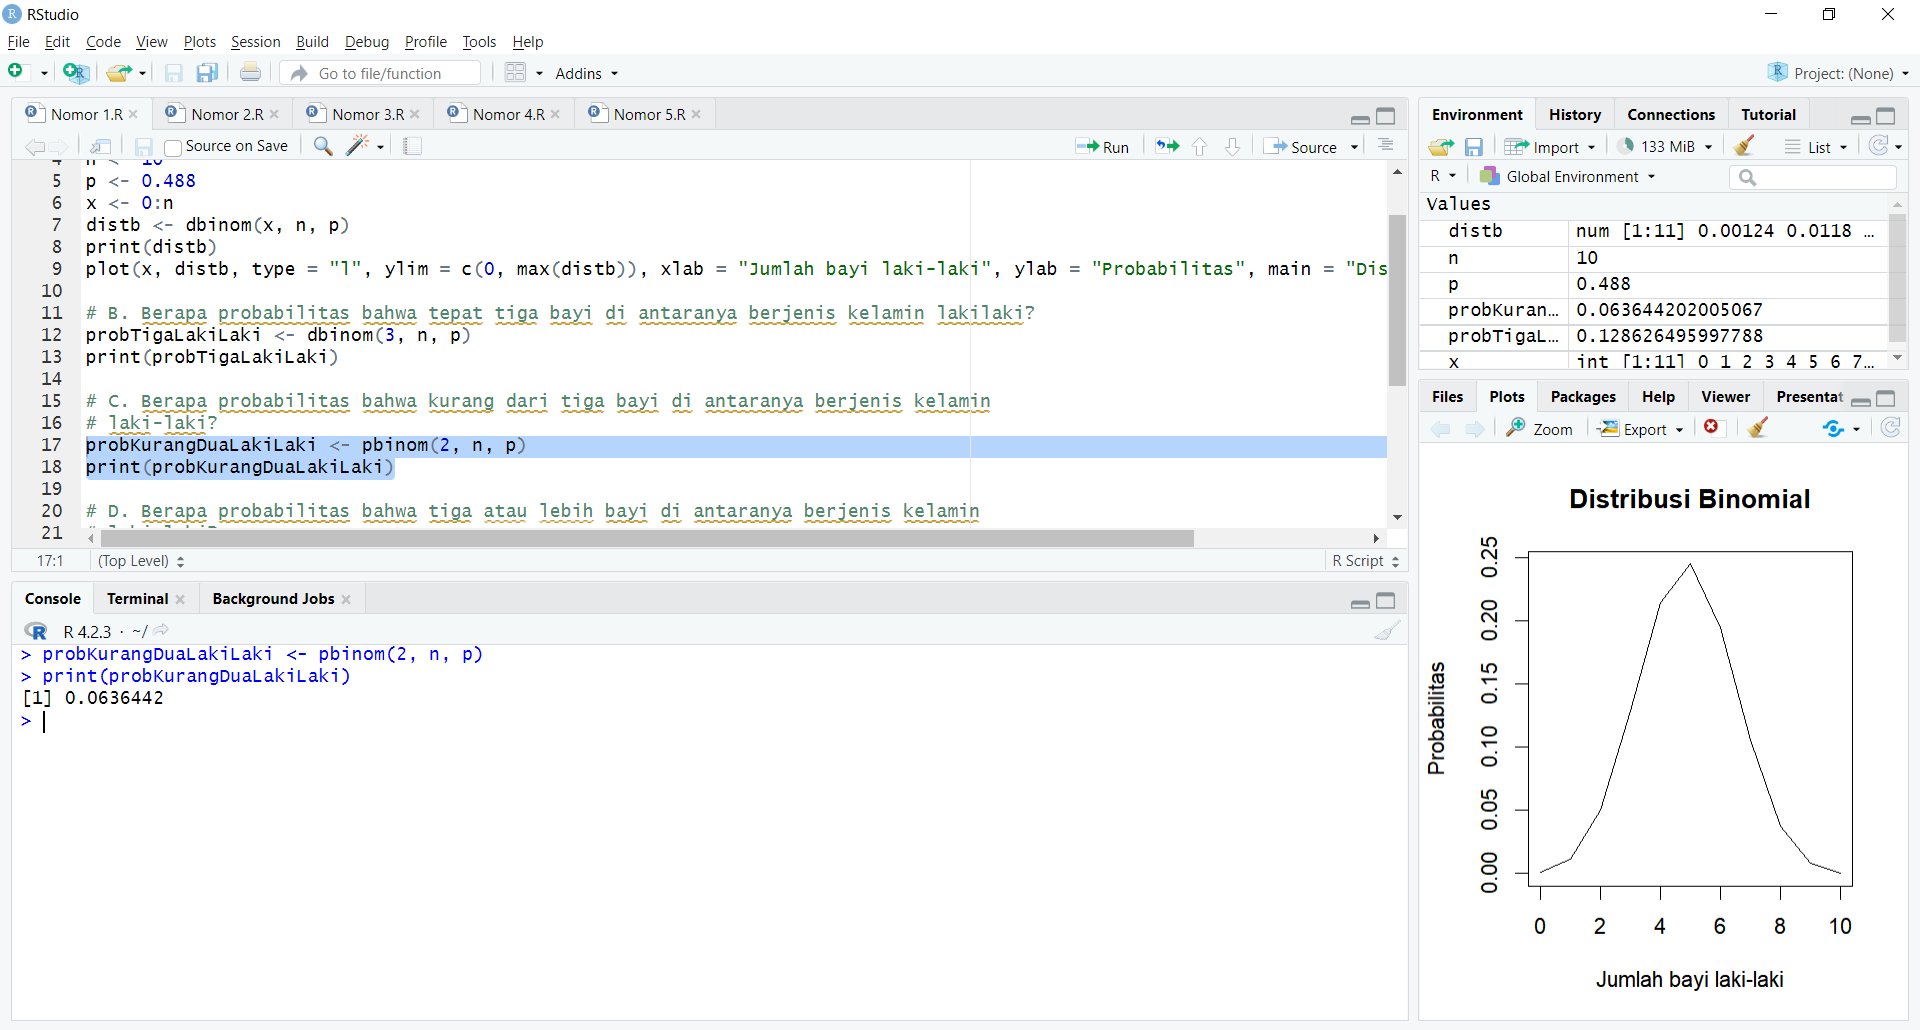 RStudio
File Edit Code View Plots Session Build Debug Profile Tools Help
Go to file/function Addins Project: (None)
Nomor 1.R Nomor 2.R Nomor 3.R Nomor 4.R Nomor 5.R
Source on Save Run Source
5 p <- 0.488
6 x <- 0:n
7 distb <- dbinom(x, n, p)
8 print(distb)
9 plot(x, distb, type = "l", ylim = c(0, max(distb)), xlab = "Jumlah bayi laki-laki", ylab = "Probabilitas", main = "Dis
10
11 # B. Berapa probabilitas bahwa tepat tiga bayi di antaranya berjenis kelamin lakilaki?
12 probTigaLakiLaki <- dbinom(3, n, p)
13 print(probTigaLakiLaki)
14
15 # C. Berapa probabilitas bahwa kurang dari tiga bayi di antaranya berjenis kelamin
16 # laki-laki?
17 probKurangDuaLakiLaki <- pbinom(2, n, p)
18 print(probKurangDuaLakiLaki)
19
20 # D. Berapa probabilitas bahwa tiga atau lebih bayi di antaranya berjenis kelamin
21
17:1 (Top Level) R Script
Console Terminal Background Jobs
R 4.2.3 · ~/
> probKurangDuaLakiLaki <- pbinom(2, n, p)
> print(probKurangDuaLakiLaki)
[1] 0.0636442
>
Environment History Connections Tutorial
Import 133 MiB List
R Global Environment
Values
distb num [1:11] 0.00124 0.0118 ...
n 10
p 0.488
probKuran... 0.063644202005067
probTigaL... 0.128626495997788
x int [1:11] 0 1 2 3 4 5 6 7...
Files Plots Packages Help Viewer Presentat
Zoom Export
Distribusi Binomial
Probabilitas
0.25
0.20
0.15
0.10
0.05
0.00
0 2 4 6 8 10
Jumlah bayi laki-laki